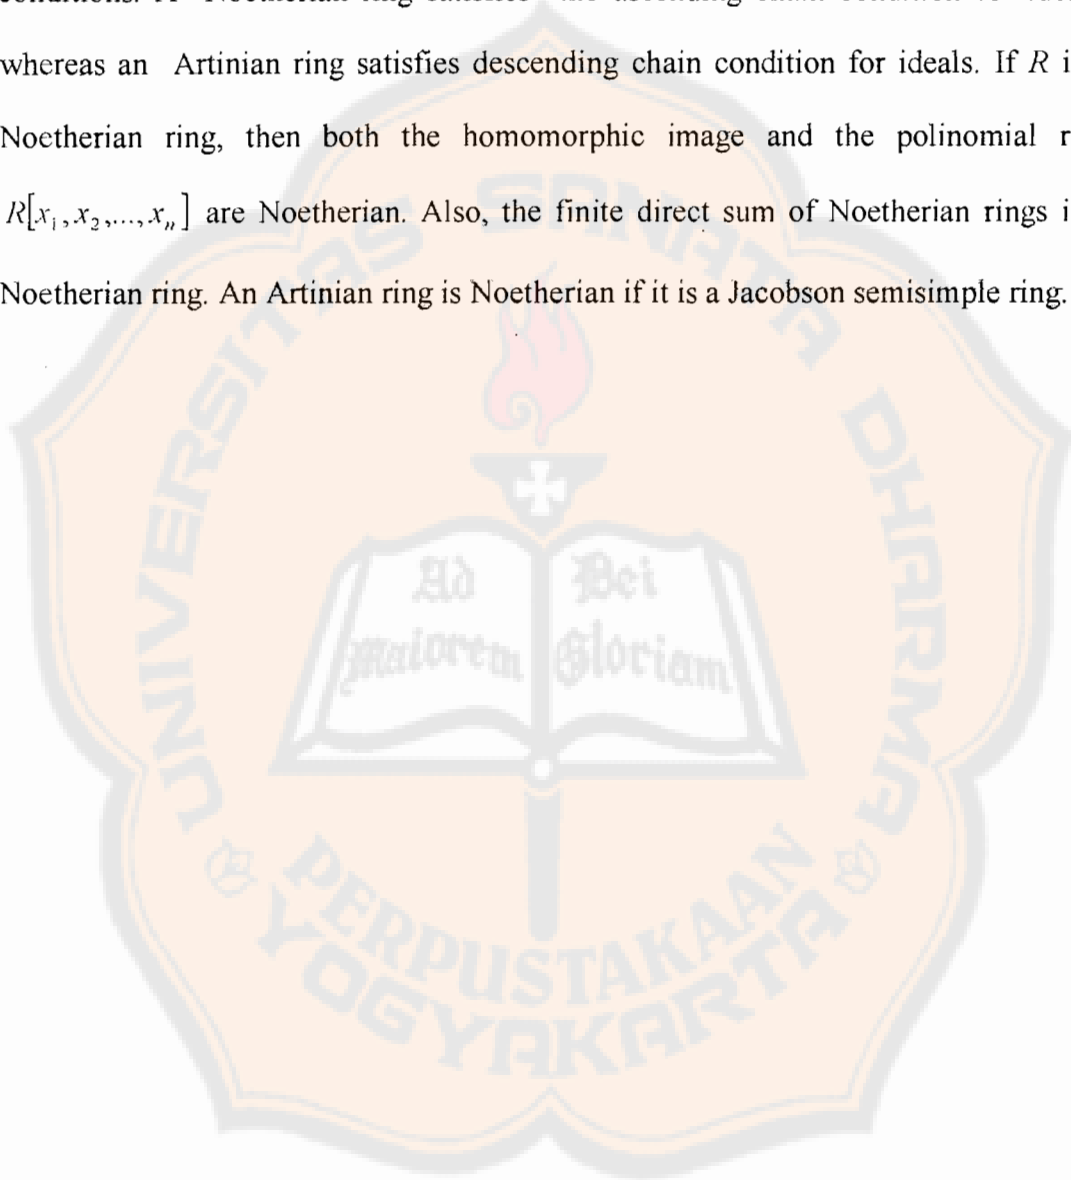 whereas an Artinian ring satisfies descending chain condition for ideals. If R i
Noetherian ring, then both the homomorphic image and the polinomial r
R[x₁, x₂,..., xₙ] are Noetherian. Also, the finite direct sum of Noetherian rings i
Noetherian ring. An Artinian ring is Noetherian if it is a Jacobson semisimple ring.
UNIVERSITAS SANATA DHARMA
Ad Dei
Maiorem Gloriam
PERPUSTAKAAN
YOGYAKARTA